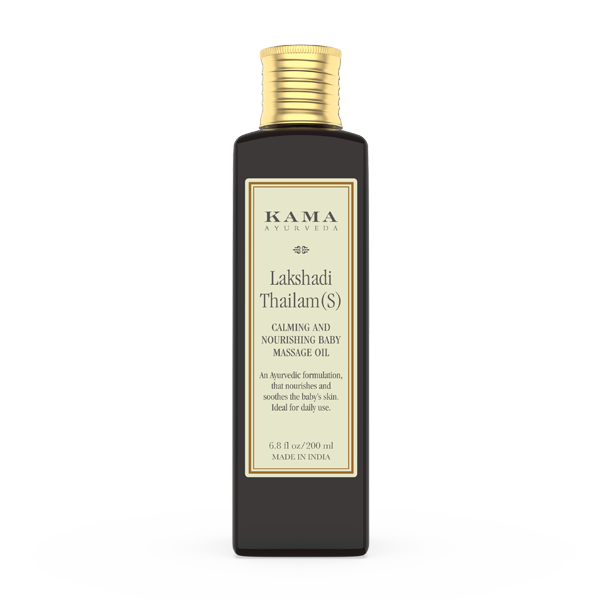 KAMA
AYURVEDA
Lakshadi
Thailam(S)
CALMING AND
NOURISHING BABY
MASSAGE OIL
An Ayurvedic formulation,
that nourishes and
soothes the baby's skin.
Ideal for daily use.
6.8 fl oz/200 ml
MADE IN INDIA